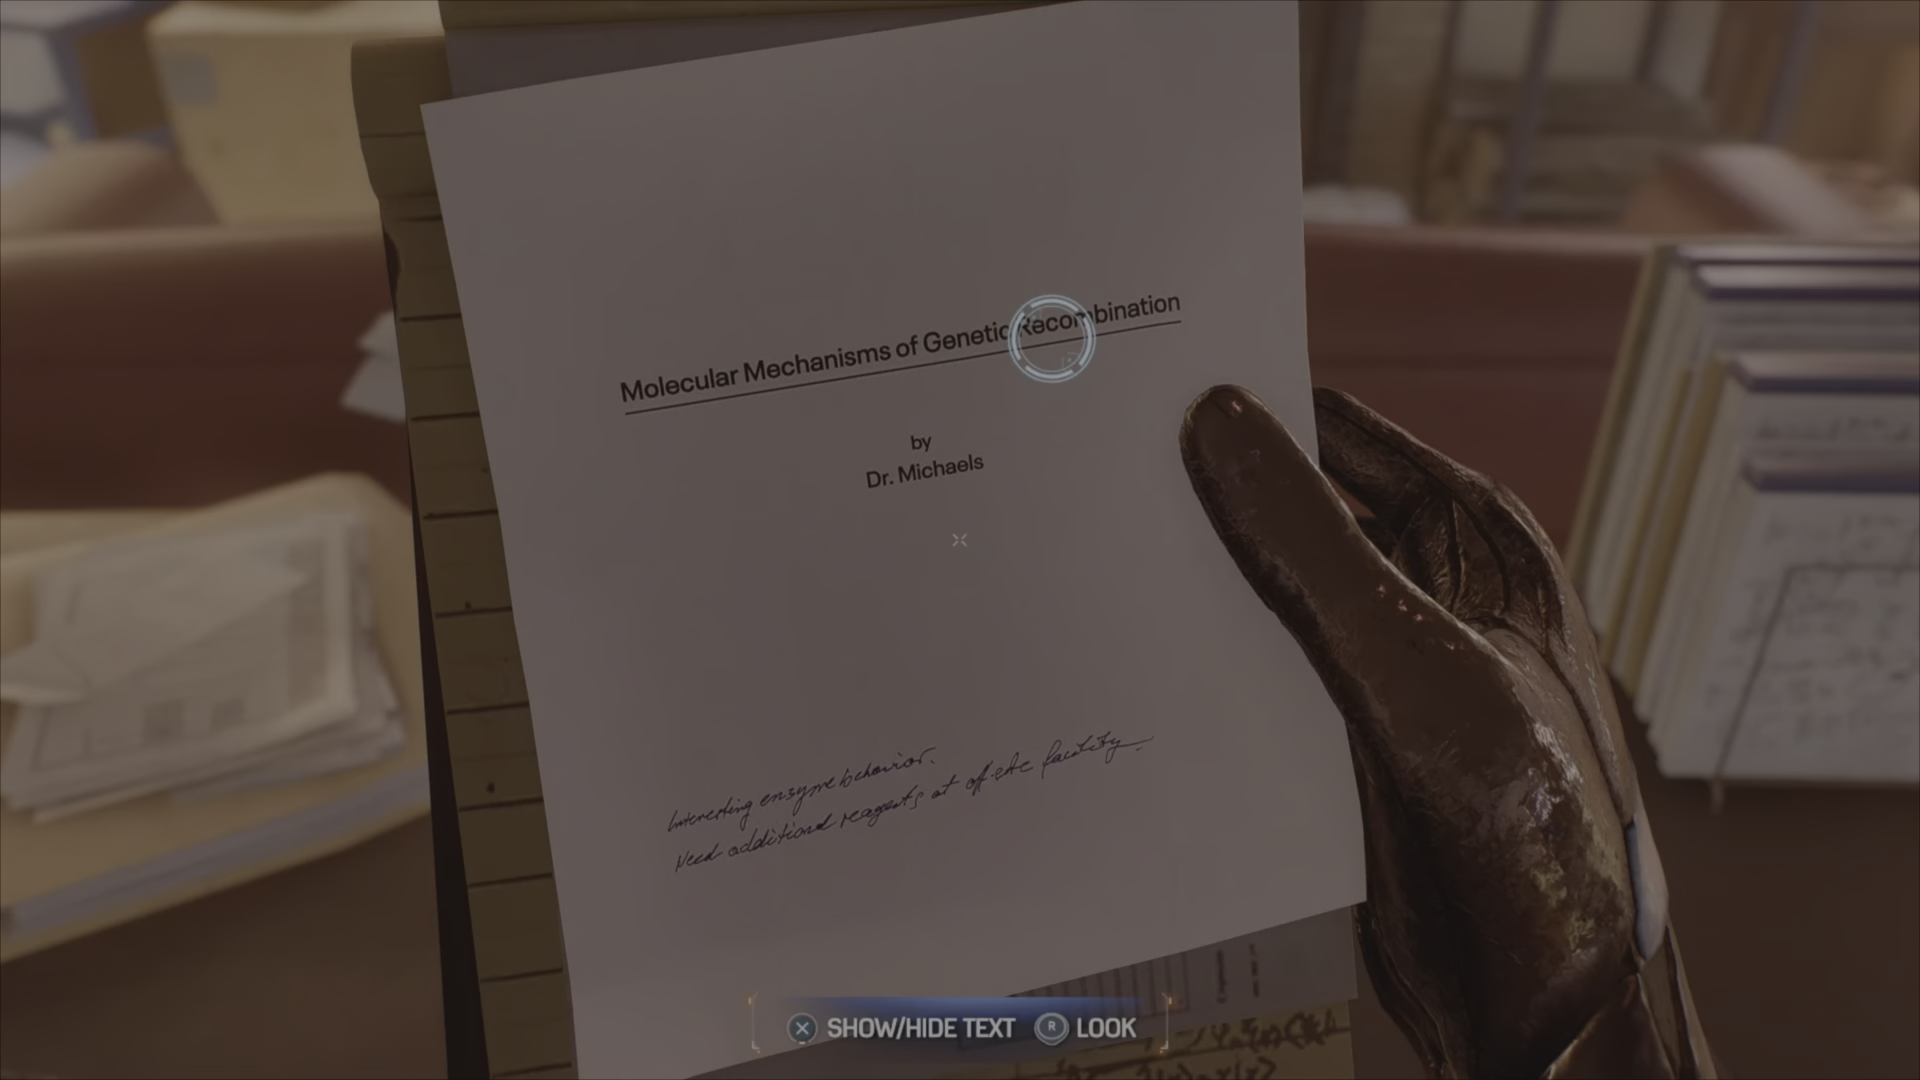 Molecular Mechanisms of Genetic Recombination
by
Dr. Michaels
Interesting enzyme behavior.
Need additional reagents at off-site facility.
SHOW/HIDE TEXT R LOOK